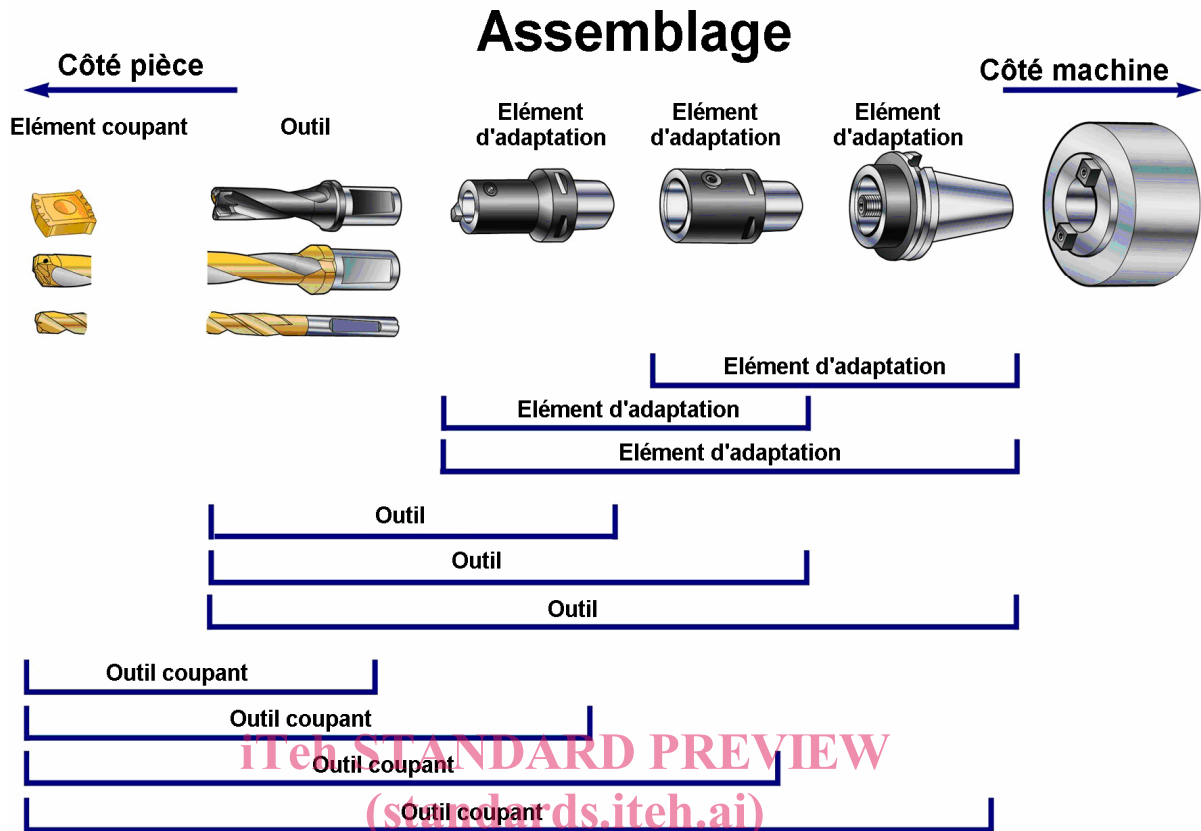 Assemblage
Côté pièce
Côté machine
Elément coupant
Outil
Elément
d'adaptation
Elément
d'adaptation
Elément
d'adaptation
Elément d'adaptation
Elément d'adaptation
Elément d'adaptation
Outil
Outil
Outil
Outil coupant
Outil coupant
iTeh STANDARD PREVIEW
Outil coupant
(standards.iteh.ai)
Outil coupant